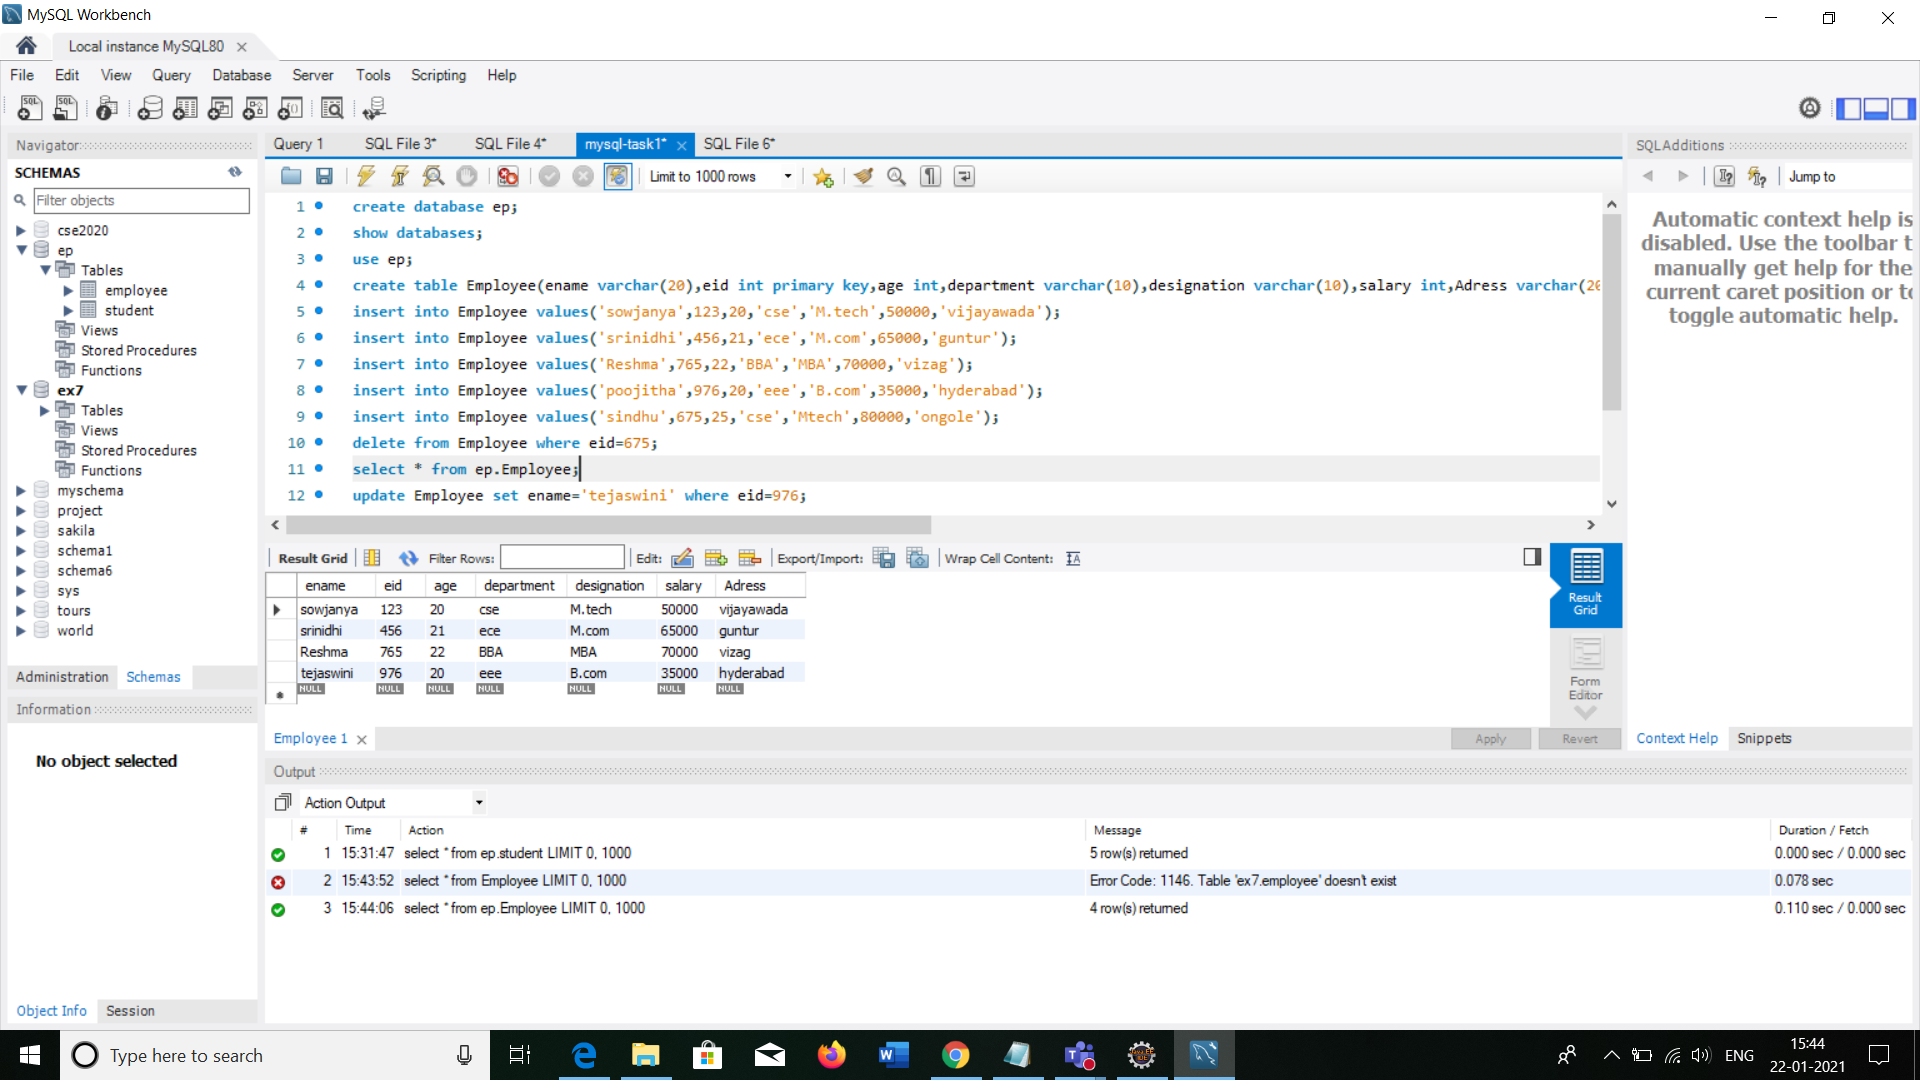 MySQL Workbench
Local instance MySQL80
File Edit View Query Database Server Tools Scripting Help
Navigator
SCHEMAS
Filter objects
cse2020
ep
Tables
employee
student
Views
Stored Procedures
Functions
ex7
Tables
Views
Stored Procedures
Functions
myschema
project
sakila
schema1
schema6
sys
tours
world
Administration Schemas
Information
No object selected
Object Info Session
Query 1 SQL File 3* SQL File 4* mysql-task1* SQL File 6*
Limit to 1000 rows
1 create database ep;
2 show databases;
3 use ep;
4 create table Employee(ename varchar(20),eid int primary key,age int,department varchar(10),designation varchar(10),salary int,Adress varchar(20
5 insert into Employee values('sowjanya',123,20,'cse','M.tech',50000,'vijayawada');
6 insert into Employee values('srinidhi',456,21,'ece','M.com',65000,'guntur');
7 insert into Employee values('Reshma',765,22,'BBA','MBA',70000,'vizag');
8 insert into Employee values('poojitha',976,20,'eee','B.com',35000,'hyderabad');
9 insert into Employee values('sindhu',675,25,'cse','Mtech',80000,'ongole');
10 delete from Employee where eid=675;
11 select * from ep.Employee;
12 update Employee set ename='tejaswini' where eid=976;
Result Grid Filter Rows: Edit: Export/Import: Wrap Cell Content:
ename eid age department designation salary Adress
sowjanya 123 20 cse M.tech 50000 vijayawada
srinidhi 456 21 ece M.com 65000 guntur
Reshma 765 22 BBA MBA 70000 vizag
tejaswini 976 20 eee B.com 35000 hyderabad
NULL NULL NULL NULL NULL NULL NULL
Result
Grid
Form
Editor
Employee 1
Apply Revert
Output
Action Output
# Time Action Message Duration / Fetch
1 15:31:47 select * from ep.student LIMIT 0, 1000 5 row(s) returned 0.000 sec / 0.000 sec
2 15:43:52 select * from Employee LIMIT 0, 1000 Error Code: 1146. Table 'ex7.employee' doesn't exist 0.078 sec
3 15:44:06 select * from ep.Employee LIMIT 0, 1000 4 row(s) returned 0.110 sec / 0.000 sec
SQLAdditions
Jump to
Automatic context help is
disabled. Use the toolbar t
manually get help for the
current caret position or to
toggle automatic help.
Context Help Snippets
Type here to search
ENG
15:44
22-01-2021